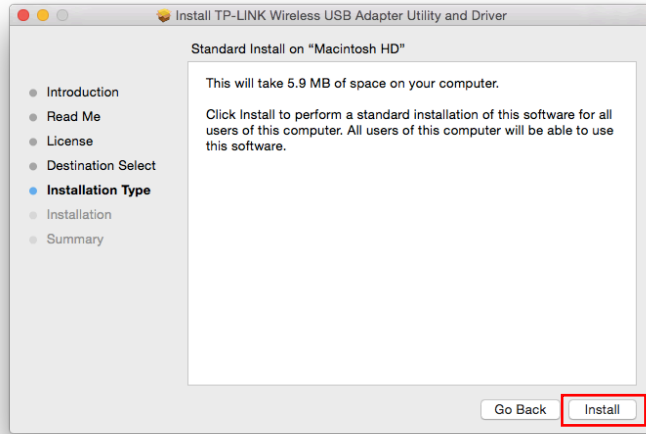 Install TP-LINK Wireless USB Adapter Utility and Driver
Standard Install on “Macintosh HD”
Introduction
Read Me
License
Destination Select
Installation Type
Installation
Summary
This will take 5.9 MB of space on your computer.
Click Install to perform a standard installation of this software for all
users of this computer. All users of this computer will be able to use
this software.
Go Back
Install